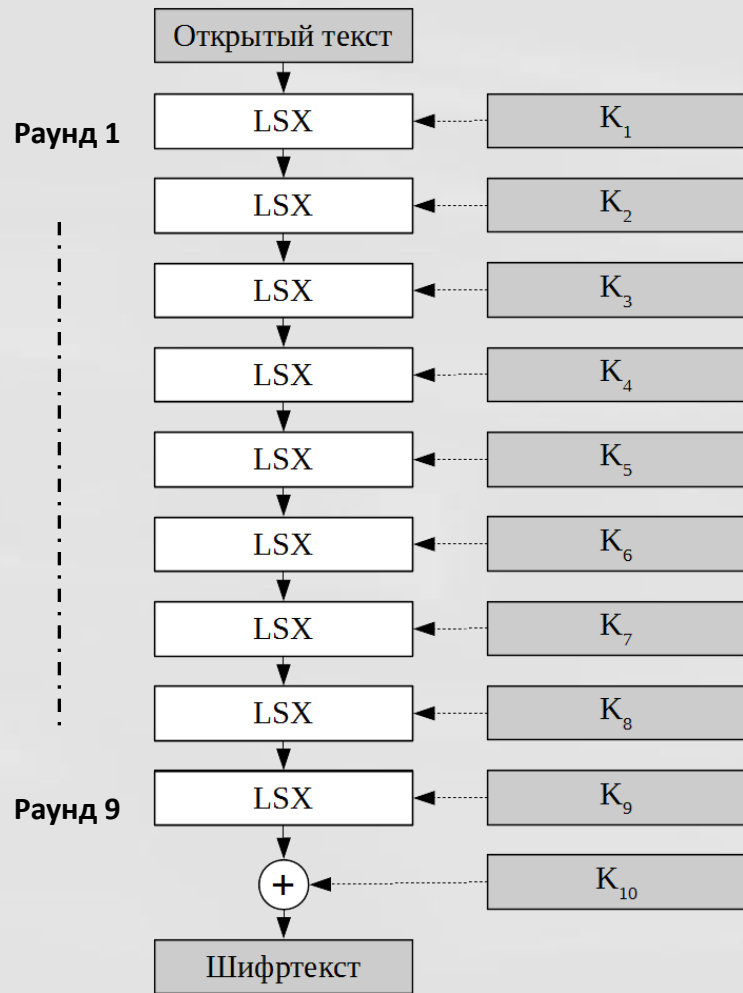 Открытый текст
Раунд 1
LSX
K₁
LSX
K₂
LSX
K₃
LSX
K₄
LSX
K₅
LSX
K₆
LSX
K₇
LSX
K₈
Раунд 9
LSX
K₉
+
K₁₀
Шифртекст